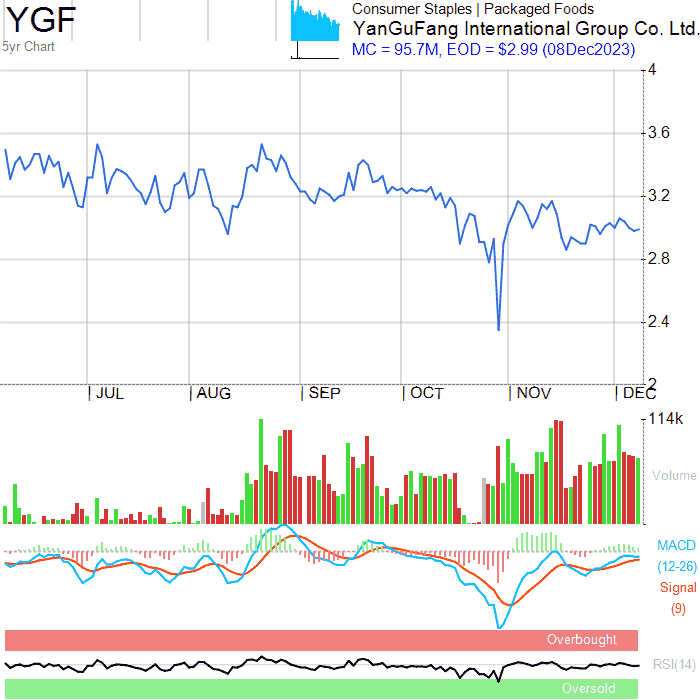 YGF
5yr Chart
Consumer Staples | Packaged Foods
YanGuFang International Group Co. Ltd.
MC = 95.7M, EOD = $2.99 (08Dec2023)
4
3.6
3.2
2.8
2.4
2
JUL AUG SEP OCT NOV DEC
114k
Volume
MACD
(12-26)
Signal
(9)
Overbought
RSI(14)
Oversold